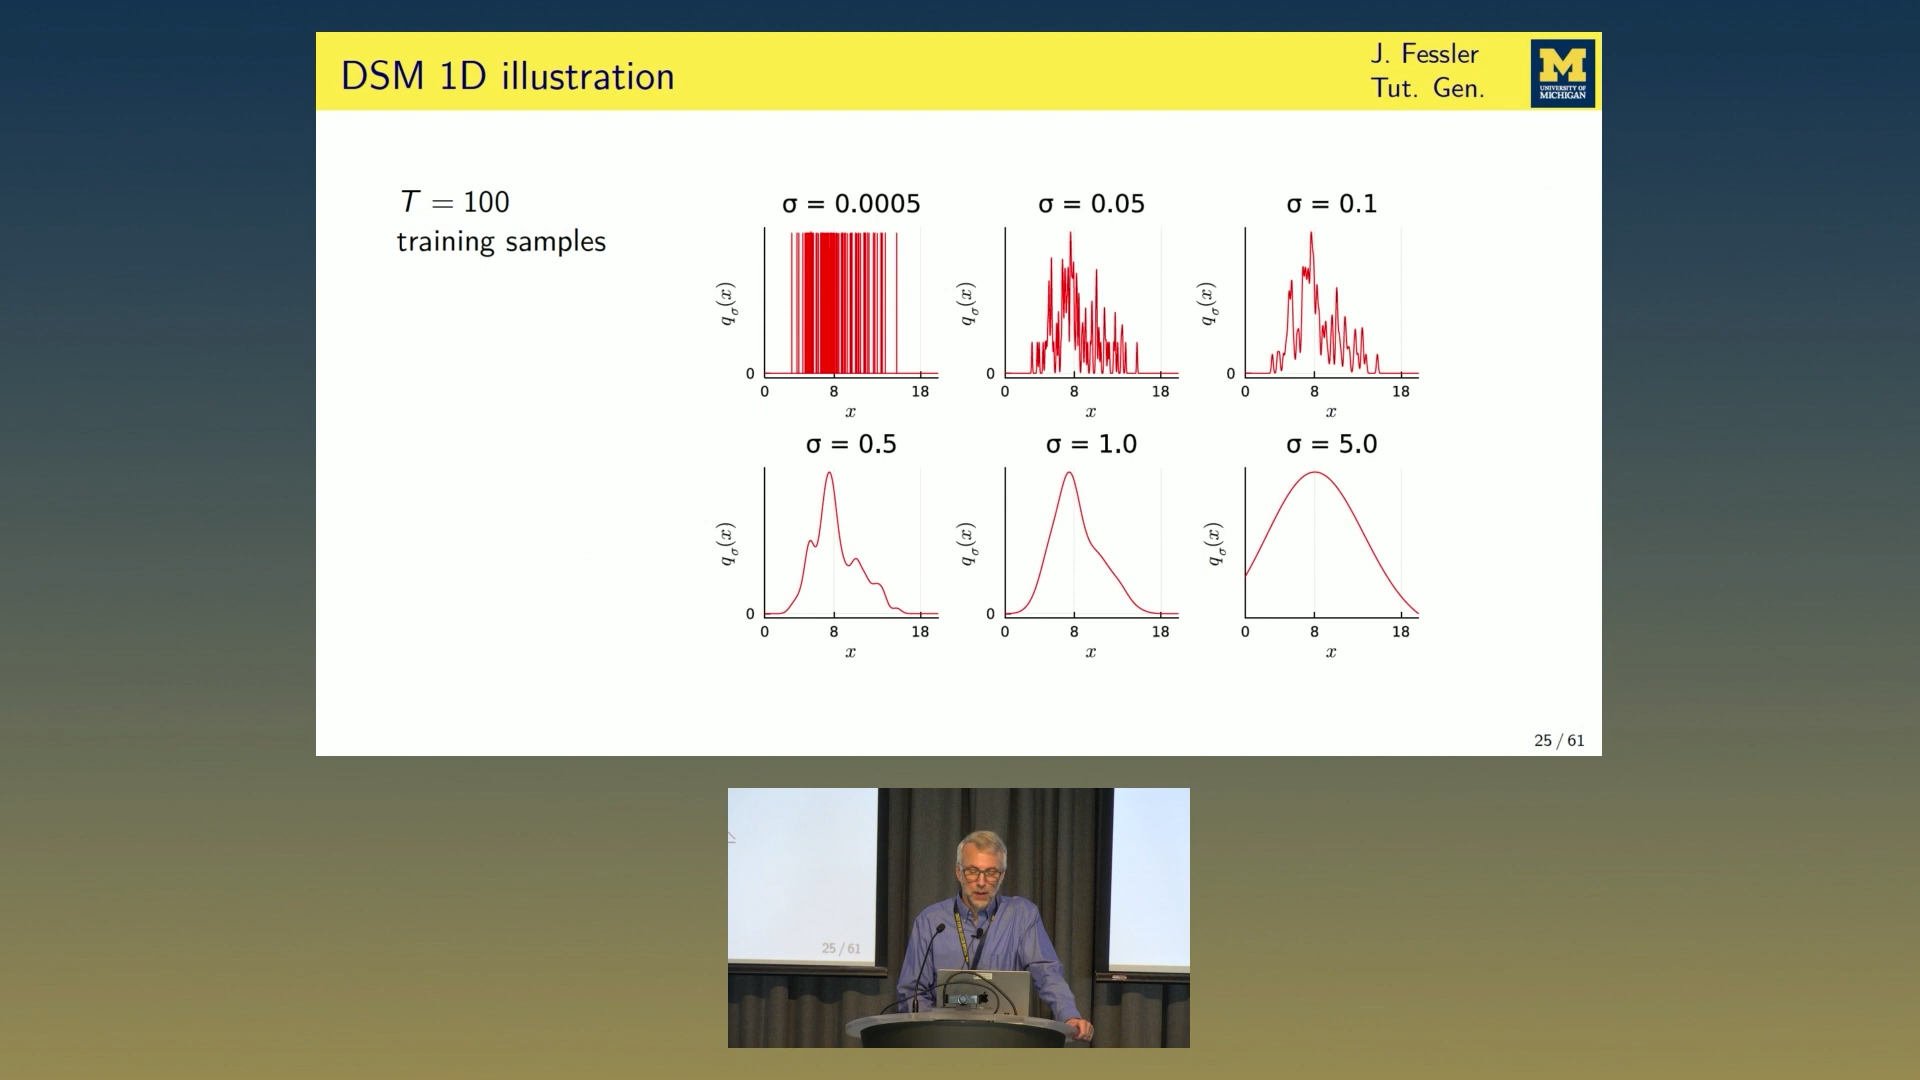 DSM 1D illustration
J. Fessler
Tut. Gen.
M
UNIVERSITY OF
MICHIGAN
T = 100
training samples
σ = 0.0005
q_σ(x)
0
0 8 18
x
σ = 0.05
q_σ(x)
0
0 8 18
x
σ = 0.1
q_σ(x)
0
0 8 18
x
σ = 0.5
q_σ(x)
0
0 8 18
x
σ = 1.0
q_σ(x)
0
0 8 18
x
σ = 5.0
q_σ(x)
0 8 18
x
25 / 61
25 / 61